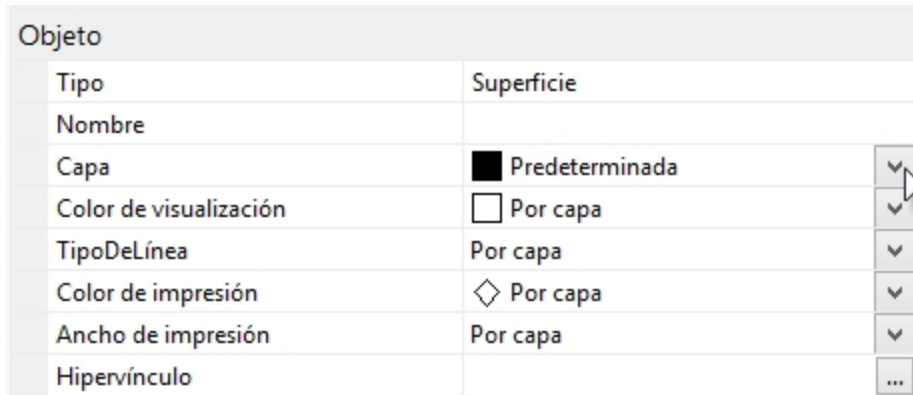 Objeto
Tipo Superficie
Nombre
Capa Predeterminada
Color de visualización Por capa
TipoDeLínea Por capa
Color de impresión Por capa
Ancho de impresión Por capa
Hipervínculo ...